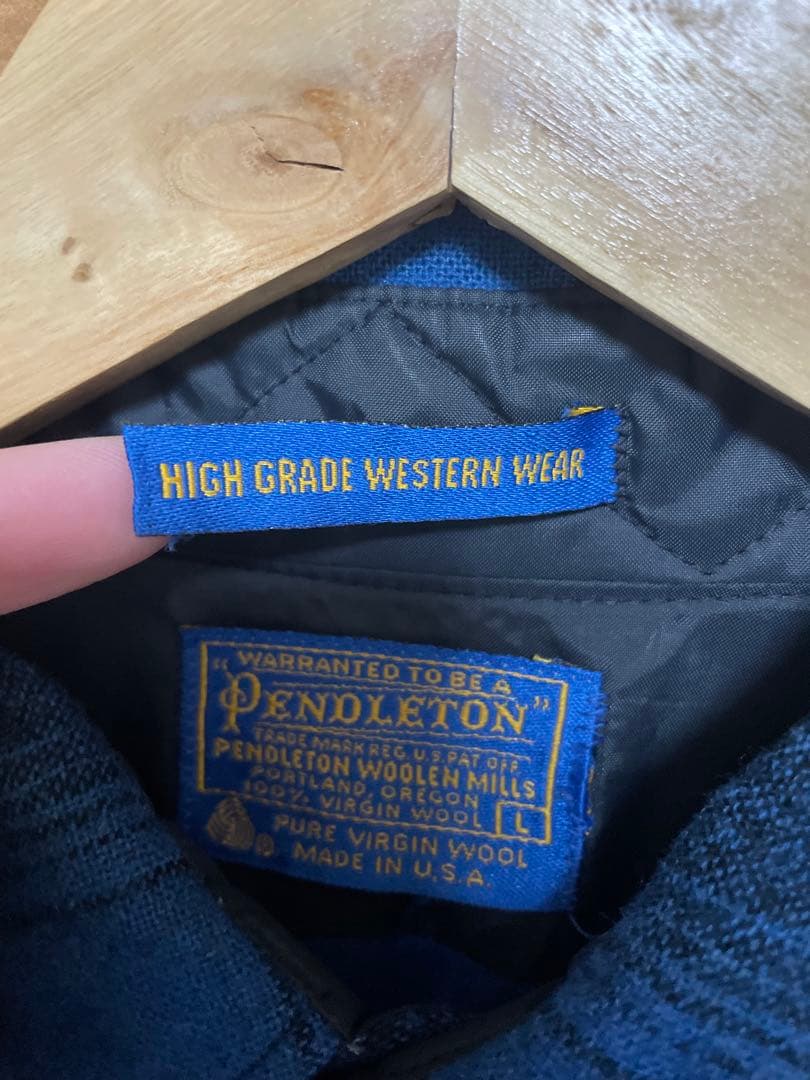 HIGH GRADE WESTERN WEAR
WARRANTED TO BE A
"PENDLETON"
TRADE MARK REG. U.S. PAT. OFF.
PENDLETON WOOLEN MILLS
PORTLAND, OREGON
100% VIRGIN WOOL L
PURE VIRGIN WOOL
® MADE IN U.S.A.